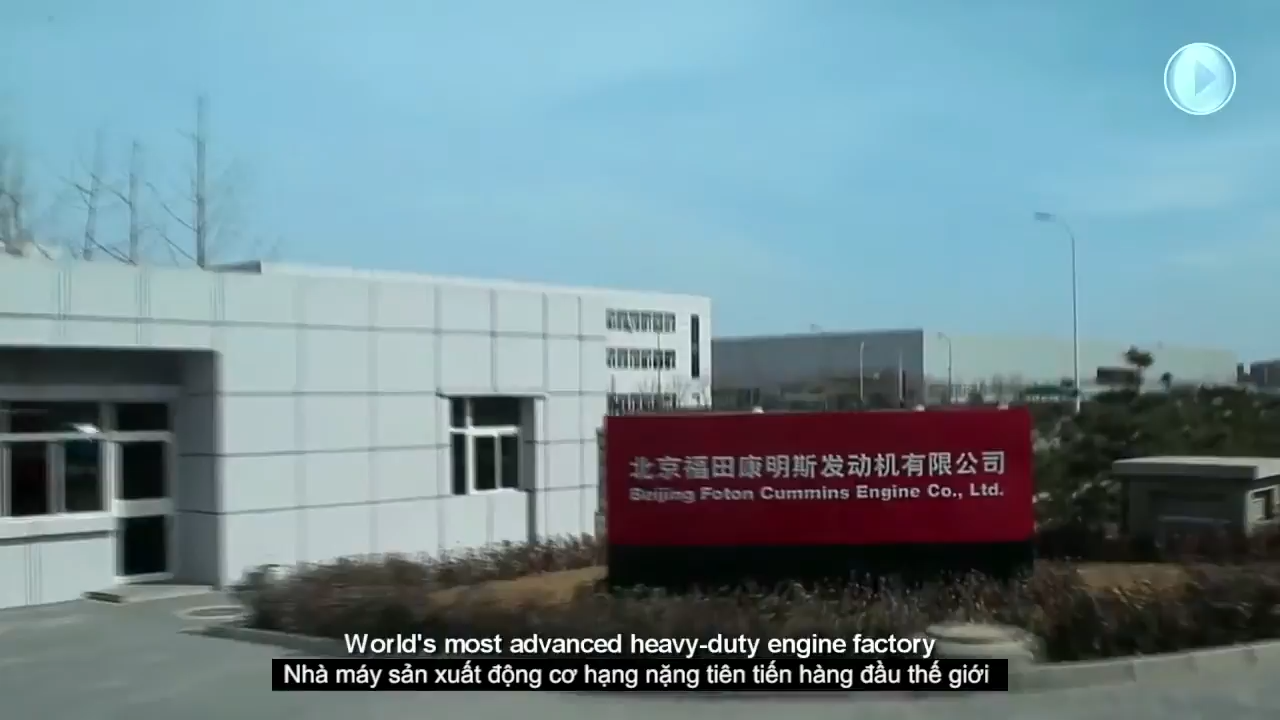 北京福田康明斯发动机有限公司
Beijing Foton Cummins Engine Co., Ltd.
World's most advanced heavy-duty engine factory
Nhà máy sản xuất động cơ hạng nặng tiên tiến hàng đầu thế giới